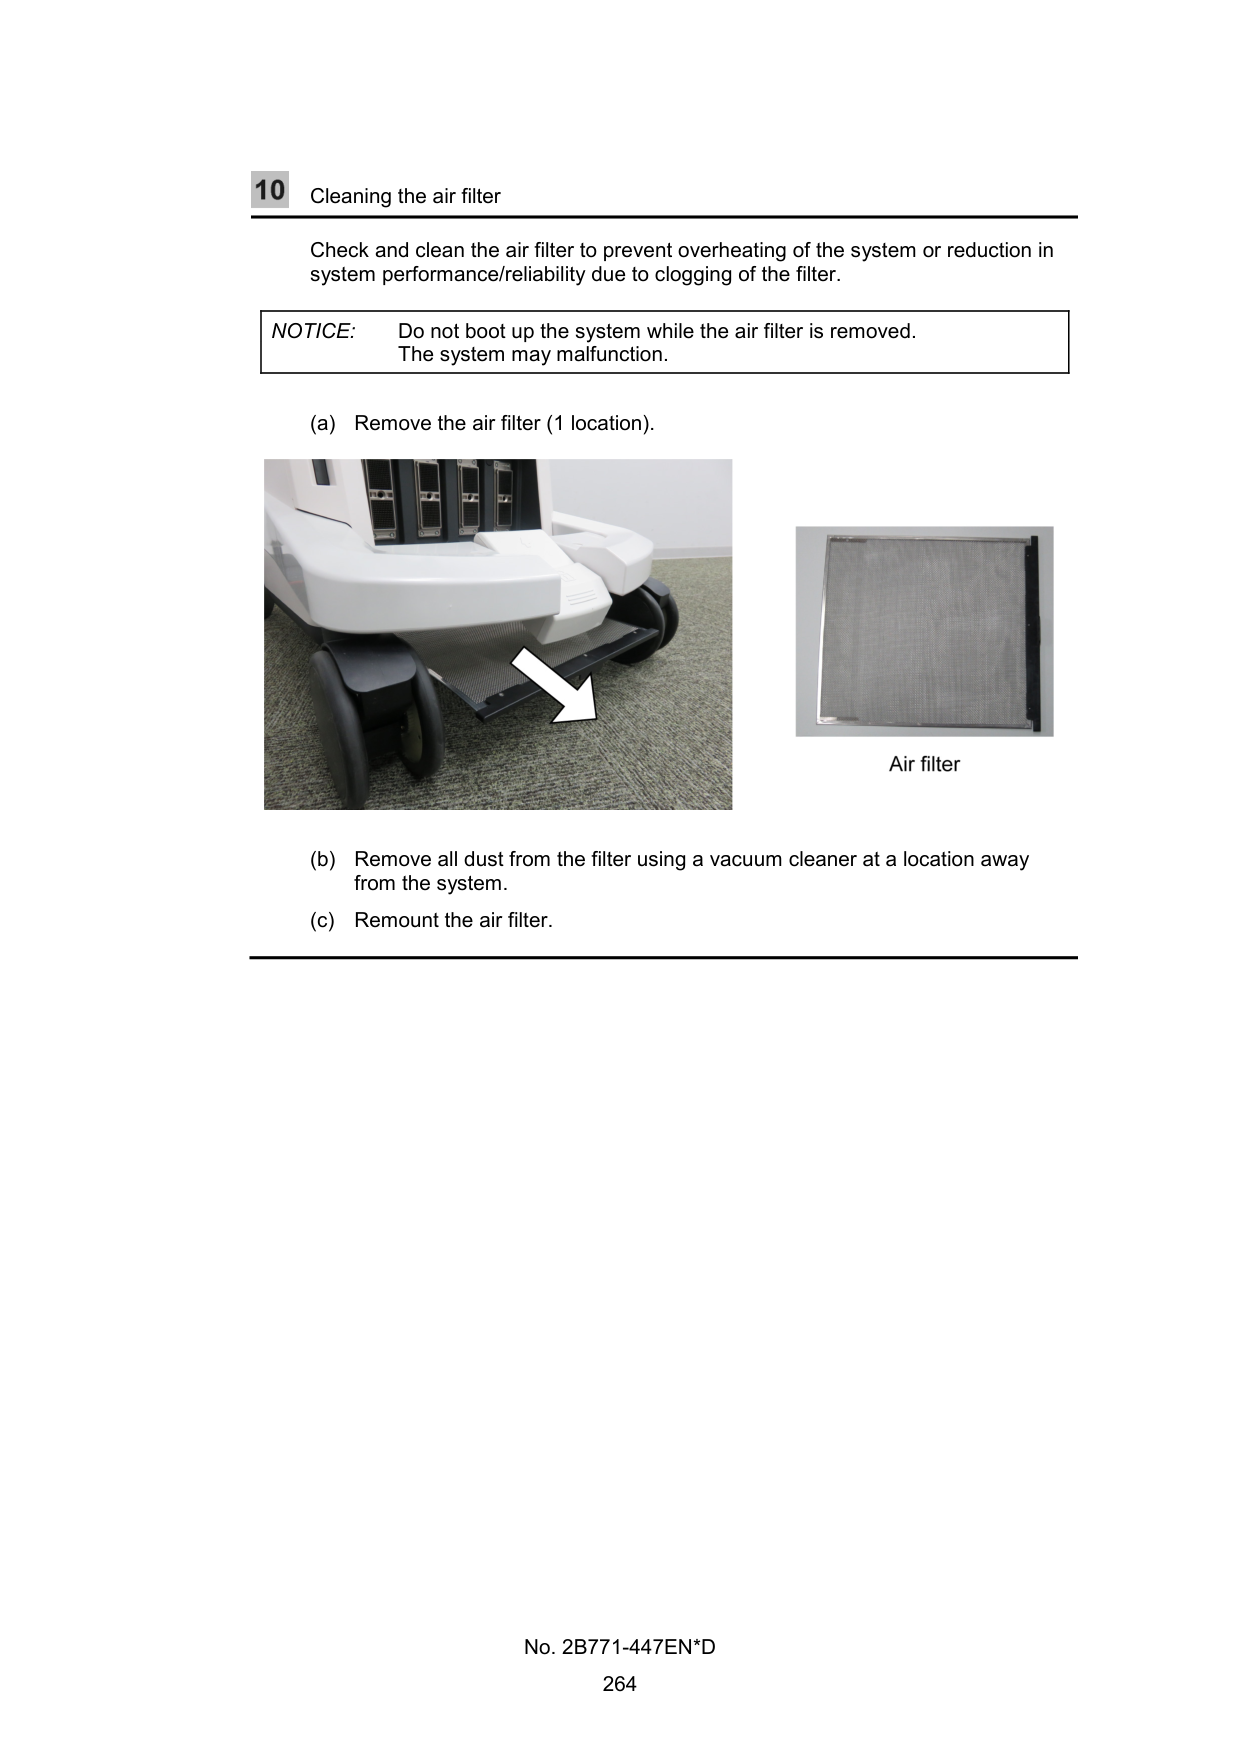 10 Cleaning the air filter
Check and clean the air filter to prevent overheating of the system or reduction in
system performance/reliability due to clogging of the filter.
NOTICE: Do not boot up the system while the air filter is removed.
The system may malfunction.
(a) Remove the air filter (1 location).
Air filter
(b) Remove all dust from the filter using a vacuum cleaner at a location away
from the system.
(c) Remount the air filter.
No. 2B771-447EN*D
264